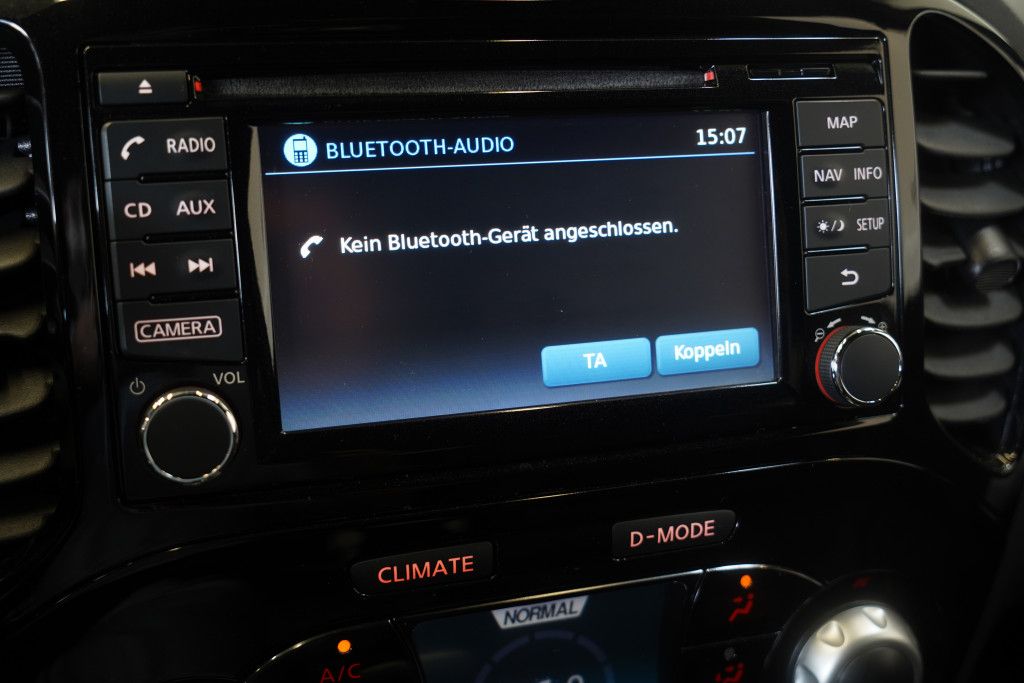 RADIO
CD AUX
CAMERA
VOL
BLUETOOTH-AUDIO 15:07
Kein Bluetooth-Gerät angeschlossen.
TA Koppeln
MAP
NAV INFO
SETUP
CLIMATE
D-MODE
NORMAL
A/C